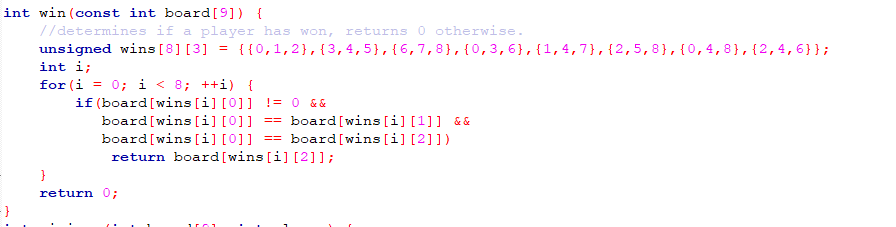 int win(const int board[9]) {
    //determines if a player has won, returns 0 otherwise.
    unsigned wins[8][3] = {{0,1,2},{3,4,5},{6,7,8},{0,3,6},{1,4,7},{2,5,8},{0,4,8},{2,4,6}};
    int i;
    for(i = 0; i < 8; ++i) {
        if(board[wins[i][0]] != 0 &&
           board[wins[i][0]] == board[wins[i][1]] &&
           board[wins[i][0]] == board[wins[i][2]])
            return board[wins[i][2]];
    }
    return 0;
}